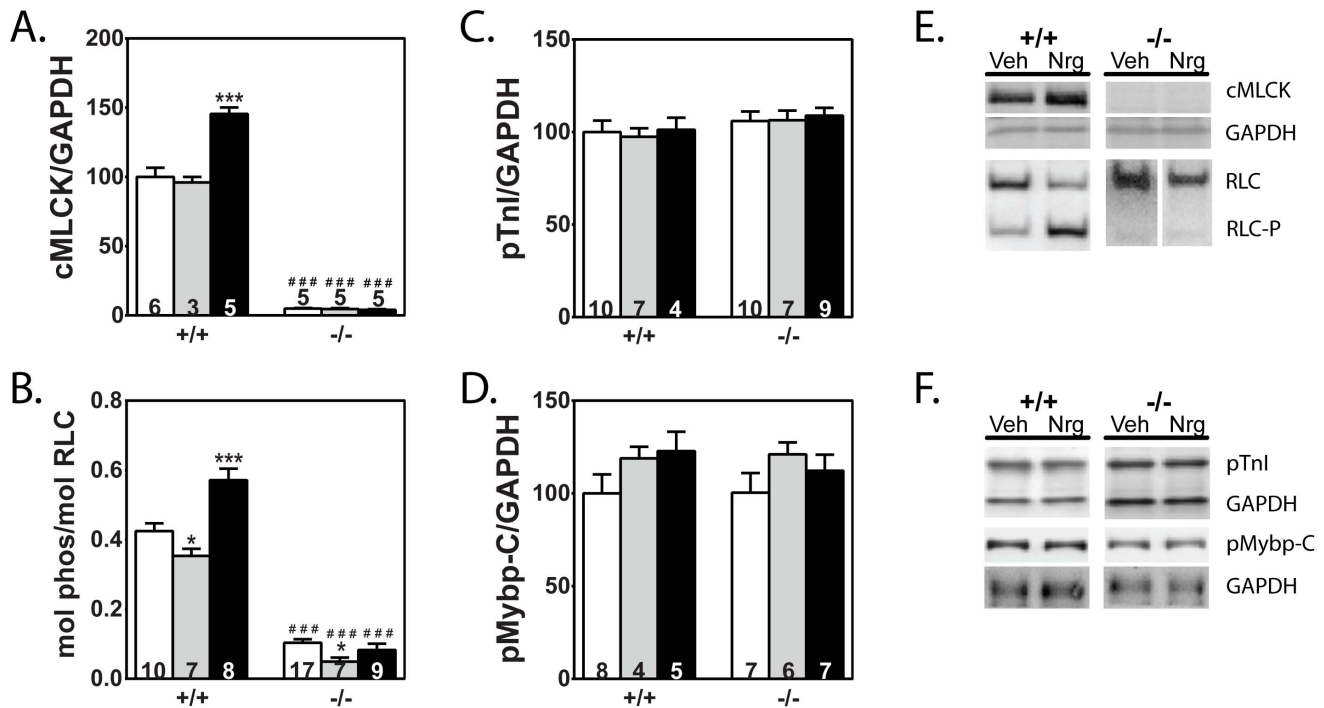 A.
cMLCK/GAPDH
200
150
100
50
0
***
### ### ###
6 3 5 5 5 5
+/+ -/-
B.
mol phos/mol RLC
0.8
0.6
0.4
0.2
0.0
* ***
### ### ###
*
10 7 8 17 7 9
+/+ -/-
C.
pTnI/GAPDH
150
100
50
0
10 7 4 10 7 9
+/+ -/-
D.
pMybp-C/GAPDH
150
100
50
0
8 4 5 7 6 7
+/+ -/-
E.
+/+ -/-
Veh Nrg Veh Nrg
cMLCK
GAPDH
RLC
RLC-P
F.
+/+ -/-
Veh Nrg Veh Nrg
pTnI
GAPDH
pMybp-C
GAPDH